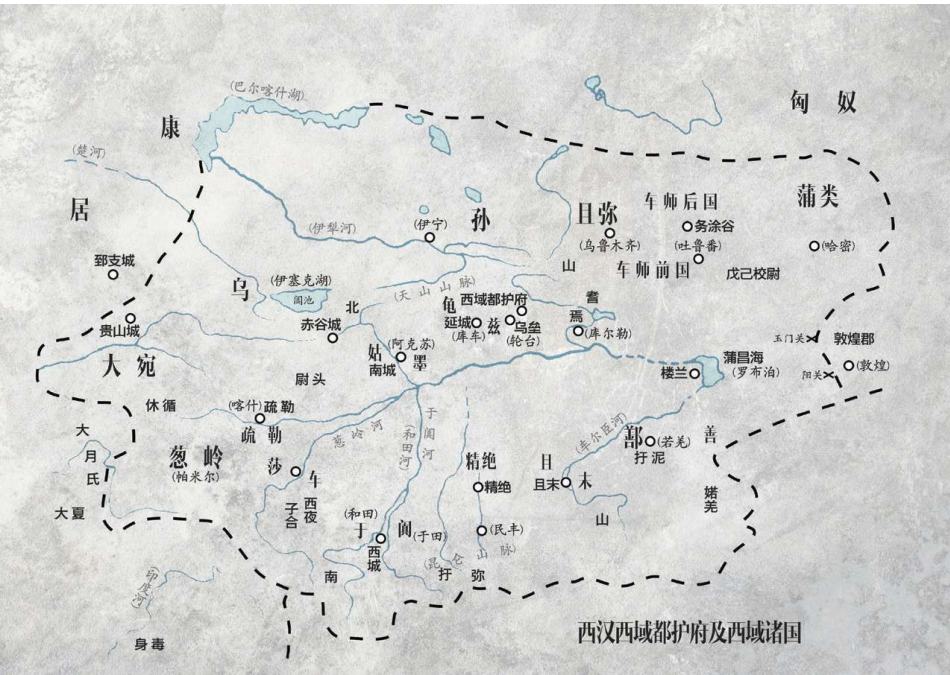 (巴尔喀什湖)
匈奴
康
(楚河)
居
孙
(伊犁河)
(伊宁)
且弥
(乌鲁木齐)
车师后国
务涂谷
(吐鲁番)
车师前国
戊己校尉
蒲类
(哈密)
郅支城
贵山城
大宛
乌
(伊塞克湖)
阗池
赤谷城
北
(天山山脉)
山
龟
兹
西域都护府
延城
(库车)
乌垒
(轮台)
焉
耆
(库尔勒)
玉门关
阳关
敦煌郡
(敦煌)
蒲昌海
(罗布泊)
楼兰
姑
墨
(阿克苏)
南城
尉头
休循
(喀什)疏勒
疏勒
葱岭
(帕米尔)
葱岭河
于阗河
(和田河)
大
月
氏
大夏
莎
车
西夜
子合
(和田)
于
阗
(于田)
西城
南
精绝
精绝
(民丰)
(昆仑山脉)
扜弥
且
末
且末
山
(车尔臣河)
鄯
善
(若羌)
扜泥
婼羌
(印度河)
身毒
西汉西域都护府及西域诸国